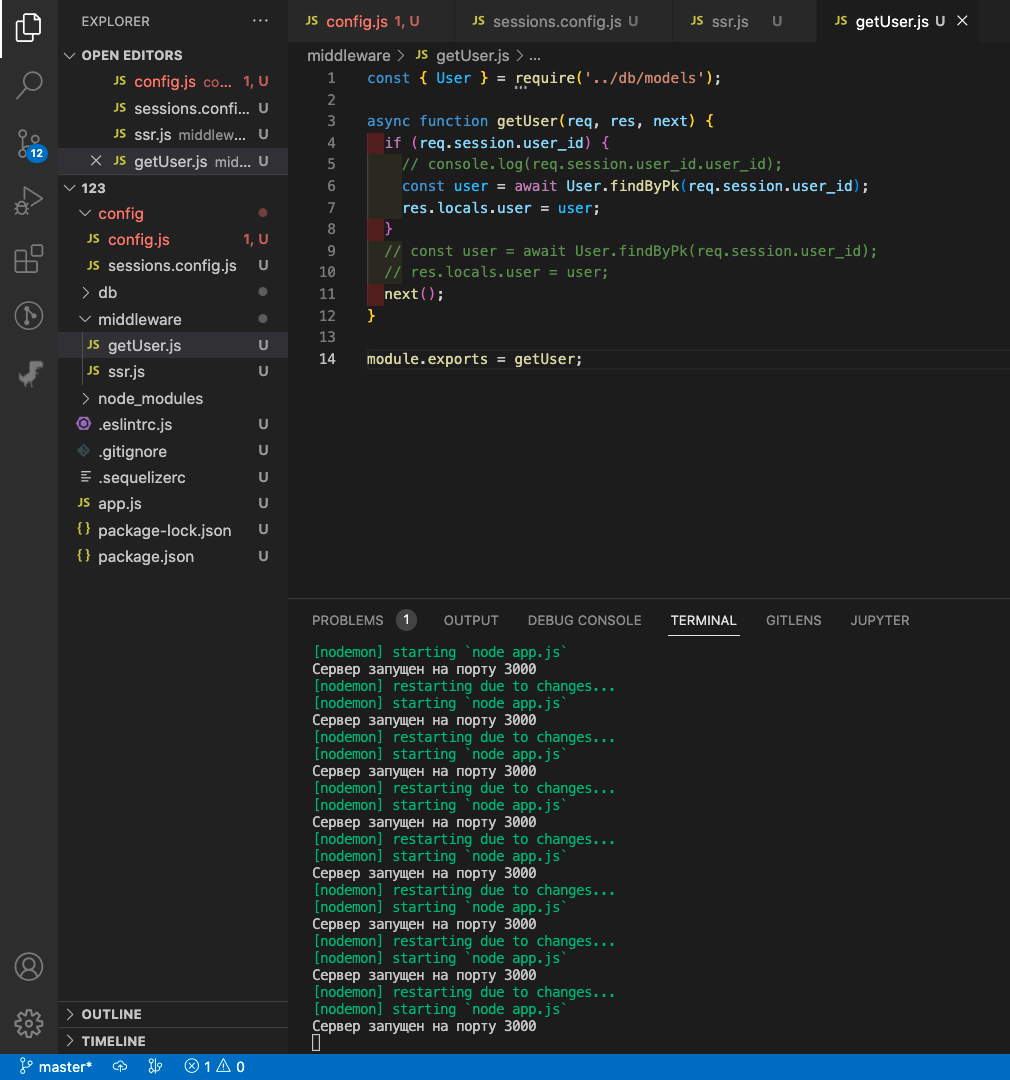 EXPLORER ...
OPEN EDITORS
JS config.js co... 1, U
JS sessions.confi... U
JS ssr.js middlew... U
JS getUser.js mid... U
123
config
JS config.js 1, U
JS sessions.config.js U
db
middleware
JS getUser.js U
JS ssr.js U
node_modules
.eslintrc.js U
.gitignore U
.sequelizerc U
JS app.js U
{} package-lock.json U
{} package.json U
OUTLINE
TIMELINE
12
JS config.js 1, U JS sessions.config.js U JS ssr.js U JS getUser.js U
middleware > JS getUser.js > ...
1 const { User } = require('../db/models');
2
3 async function getUser(req, res, next) {
4 if (req.session.user_id) {
5 // console.log(req.session.user_id.user_id);
6 const user = await User.findByPk(req.session.user_id);
7 res.locals.user = user;
8 }
9 // const user = await User.findByPk(req.session.user_id);
10 // res.locals.user = user;
11 next();
12 }
13
14 module.exports = getUser;
PROBLEMS 1 OUTPUT DEBUG CONSOLE TERMINAL GITLENS JUPYTER
[nodemon] starting `node app.js`
Сервер запущен на порту 3000
[nodemon] restarting due to changes...
[nodemon] starting `node app.js`
Сервер запущен на порту 3000
[nodemon] restarting due to changes...
[nodemon] starting `node app.js`
Сервер запущен на порту 3000
[nodemon] restarting due to changes...
[nodemon] starting `node app.js`
Сервер запущен на порту 3000
[nodemon] restarting due to changes...
[nodemon] starting `node app.js`
Сервер запущен на порту 3000
[nodemon] restarting due to changes...
[nodemon] starting `node app.js`
Сервер запущен на порту 3000
[nodemon] restarting due to changes...
[nodemon] starting `node app.js`
Сервер запущен на порту 3000
[nodemon] restarting due to changes...
[nodemon] starting `node app.js`
Сервер запущен на порту 3000
master* 1 0